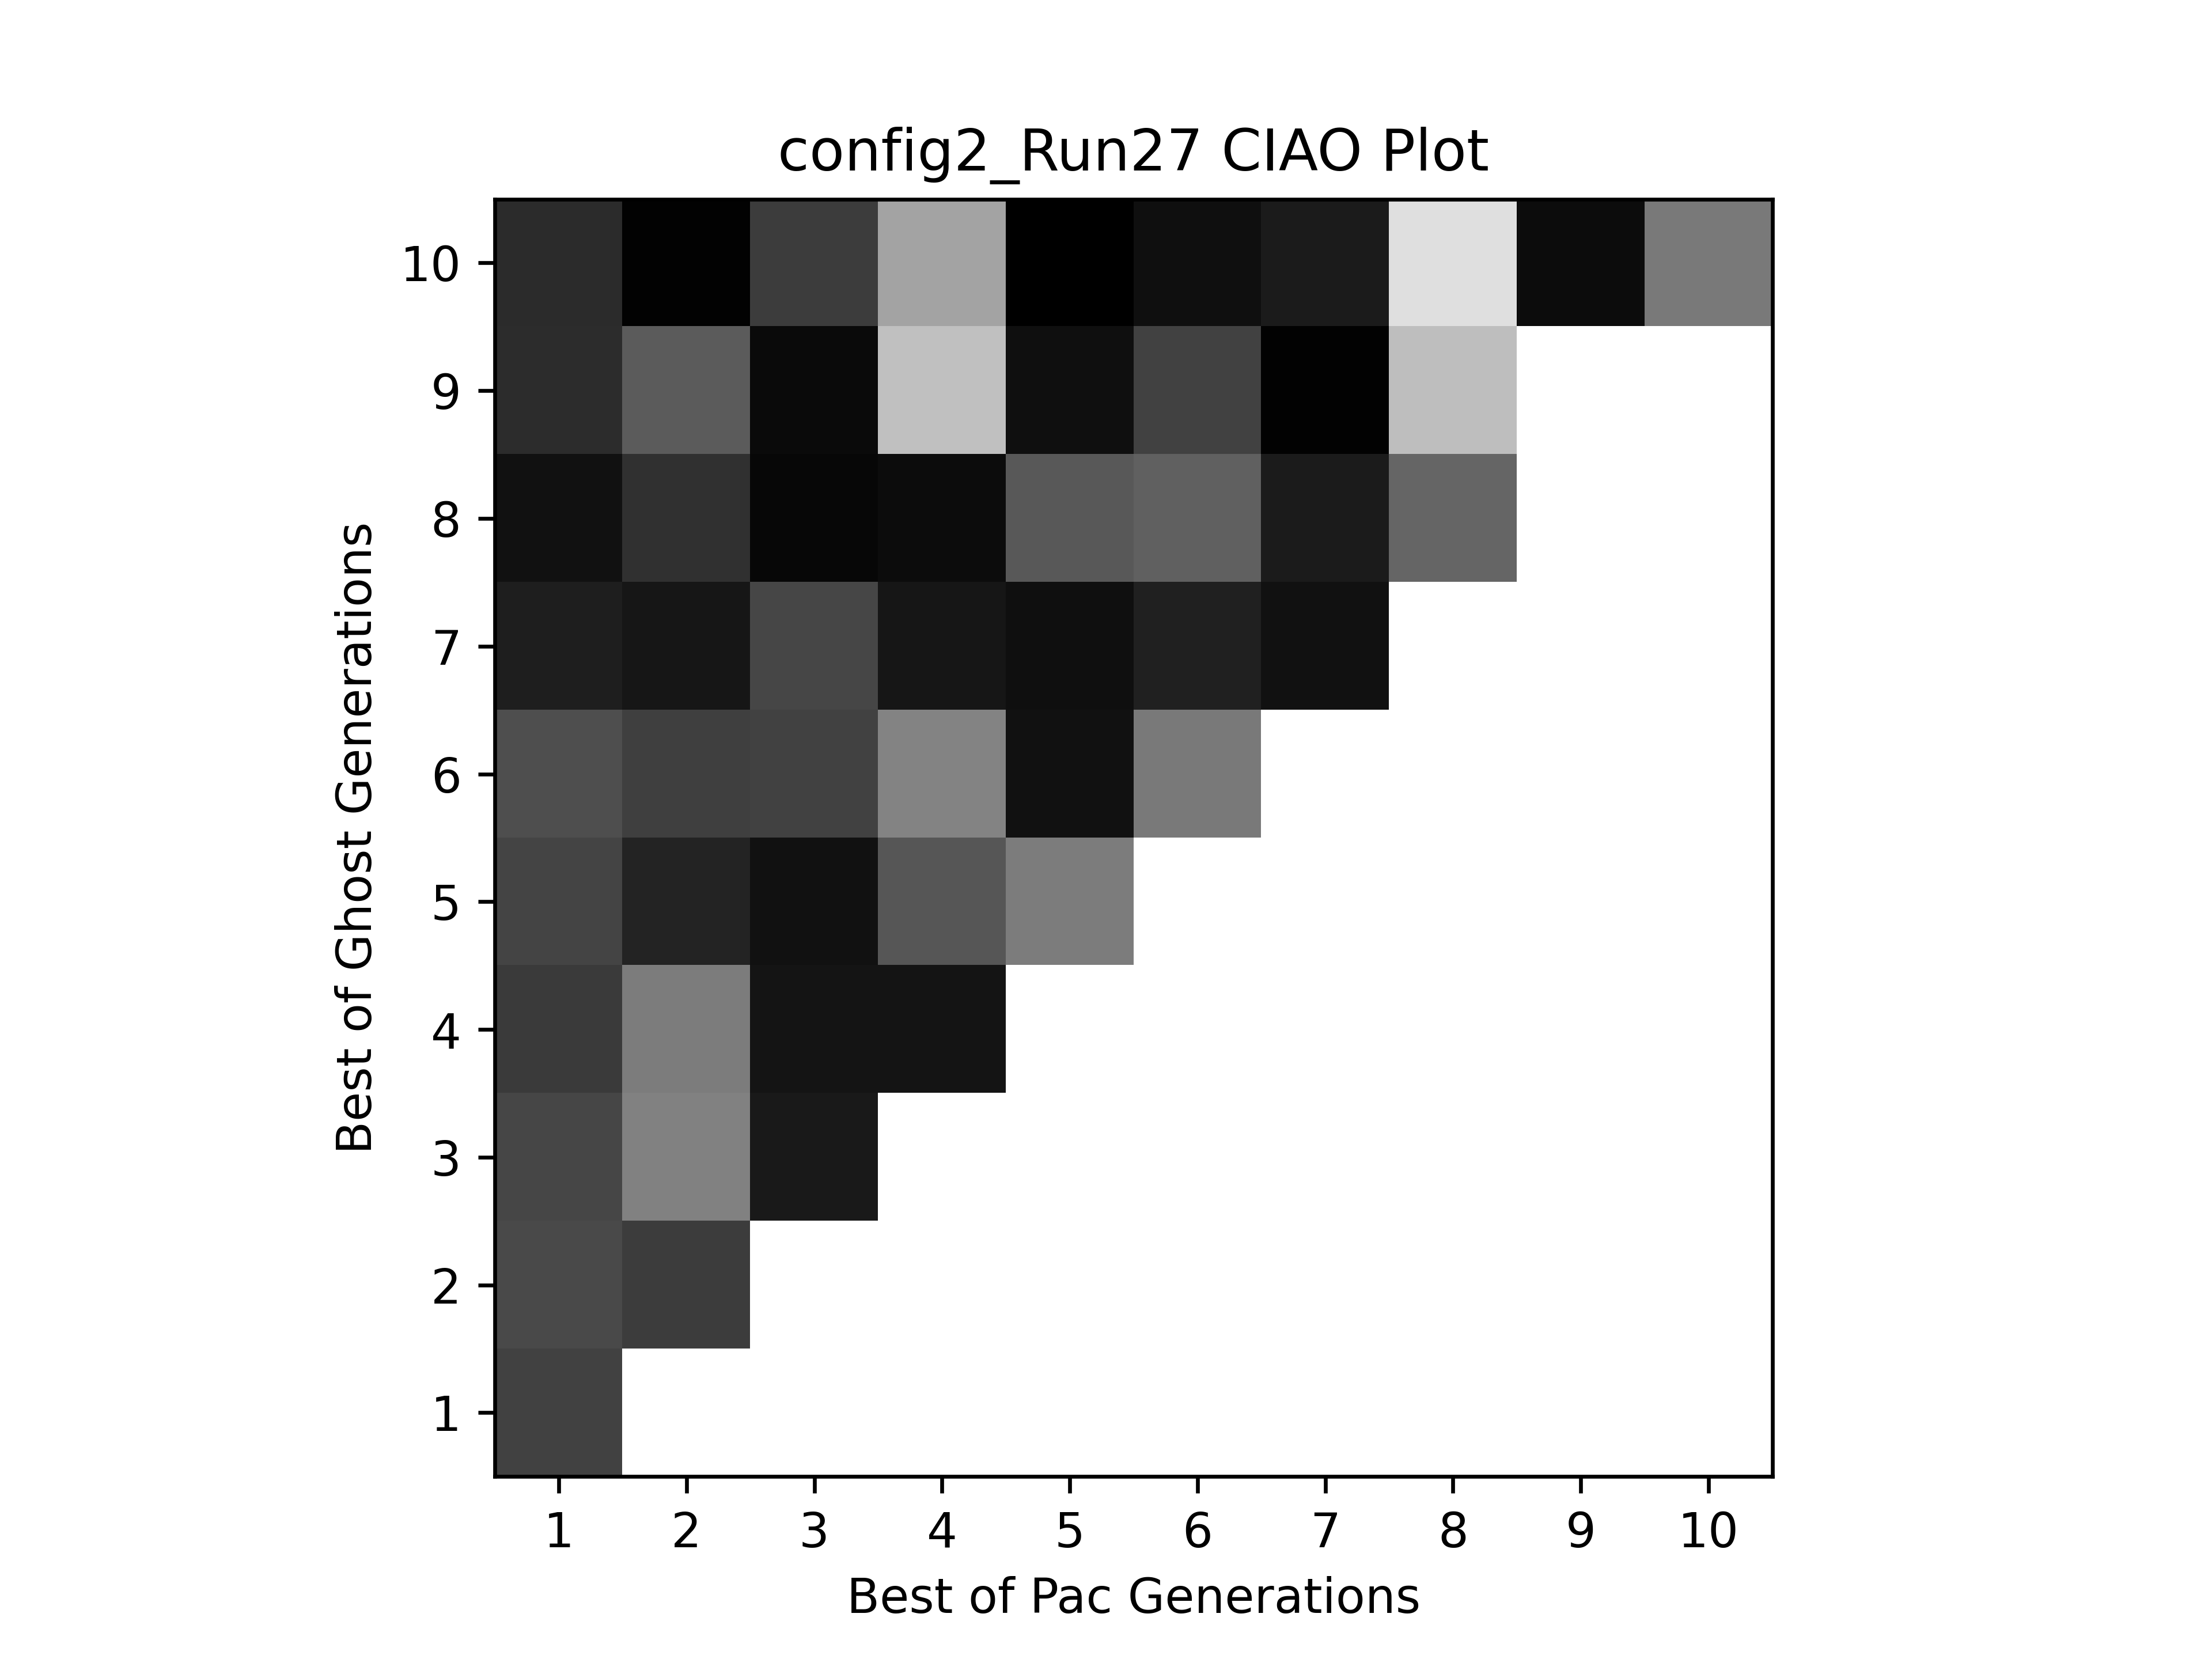 config2_Run27 CIAO Plot
Best of Ghost Generations
10
9
8
7
6
5
4
3
2
1
1 2 3 4 5 6 7 8 9 10
Best of Pac Generations